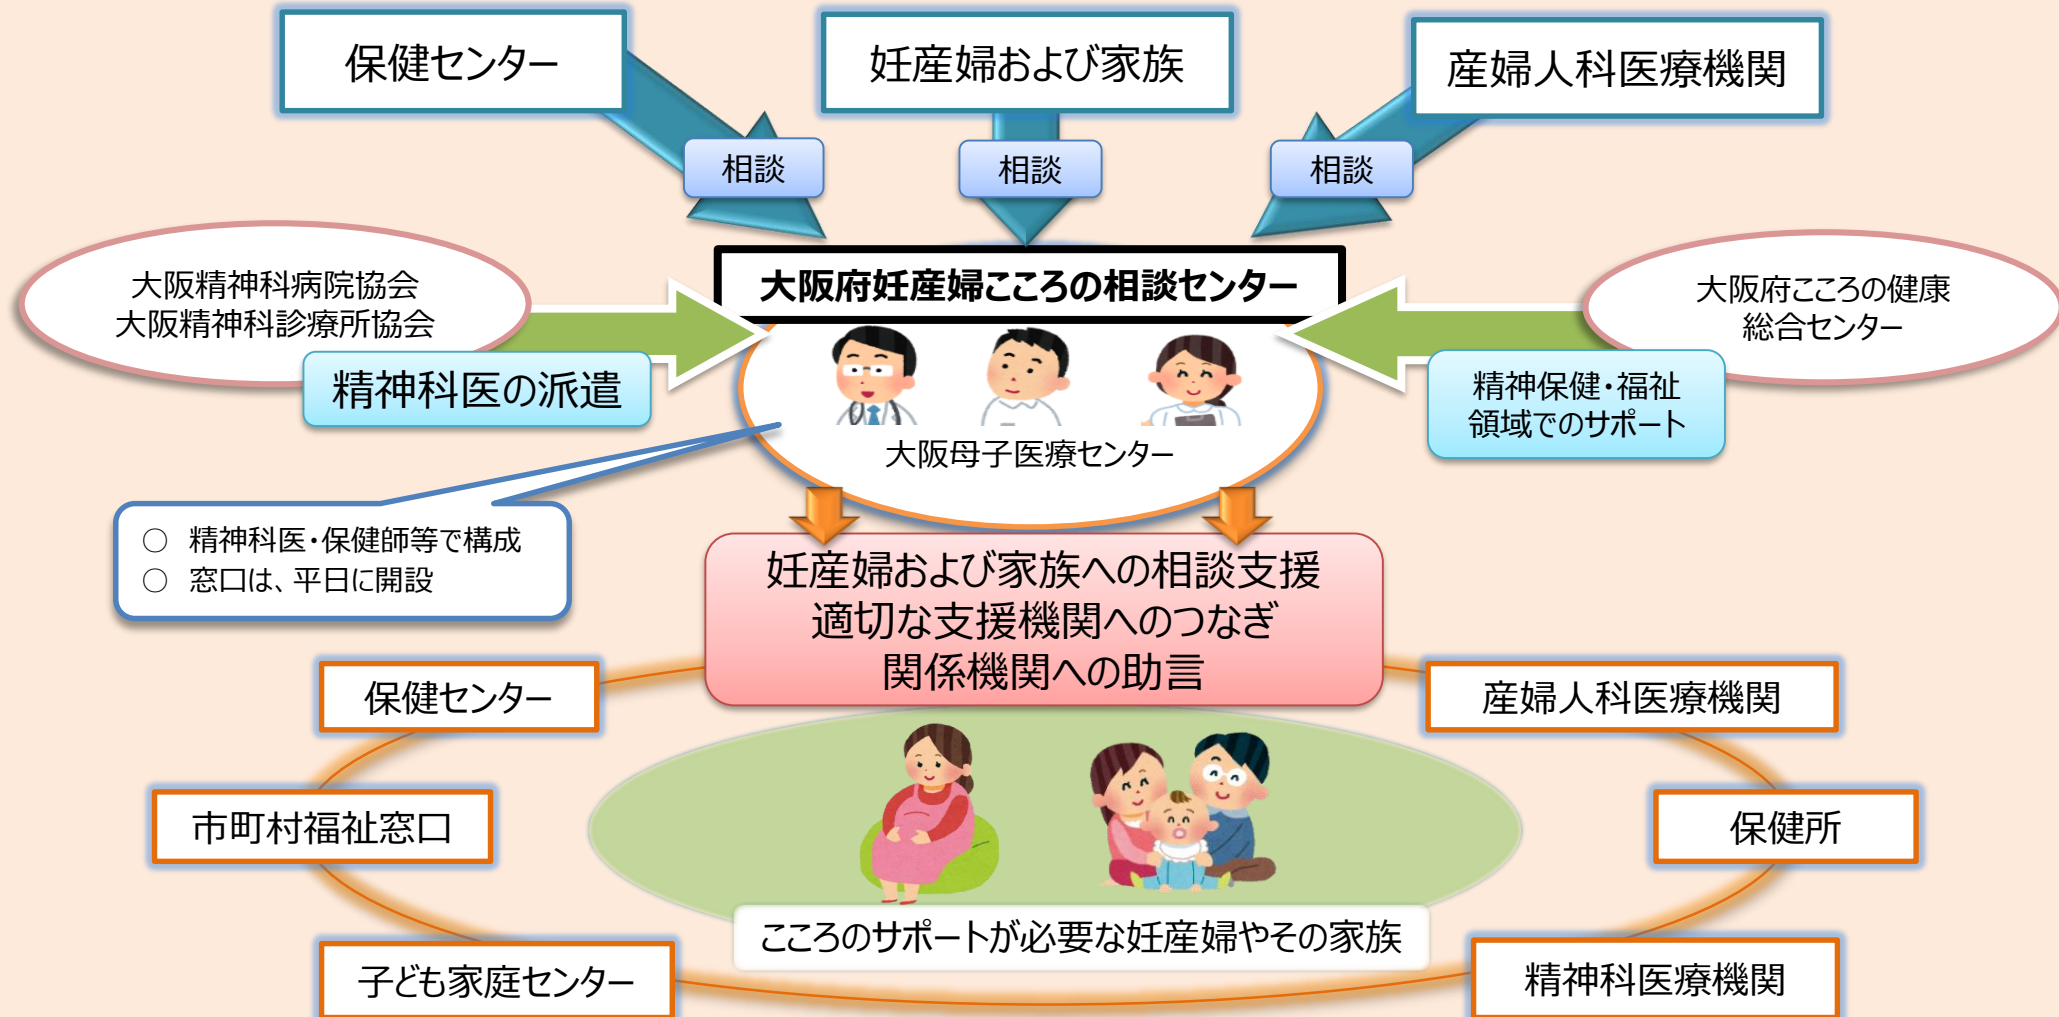 保健センター
妊産婦および家族
産婦人科医療機関
相談
相談
相談
大阪精神科病院協会
大阪精神科診療所協会
精神科医の派遣
大阪府妊産婦こころの相談センター
大阪母子医療センター
大阪府こころの健康
総合センター
精神保健・福祉
領域でのサポート
○ 精神科医・保健師等で構成
○ 窓口は、平日に開設
妊産婦および家族への相談支援
適切な支援機関へのつなぎ
関係機関への助言
保健センター
産婦人科医療機関
市町村福祉窓口
保健所
こころのサポートが必要な妊産婦やその家族
子ども家庭センター
精神科医療機関